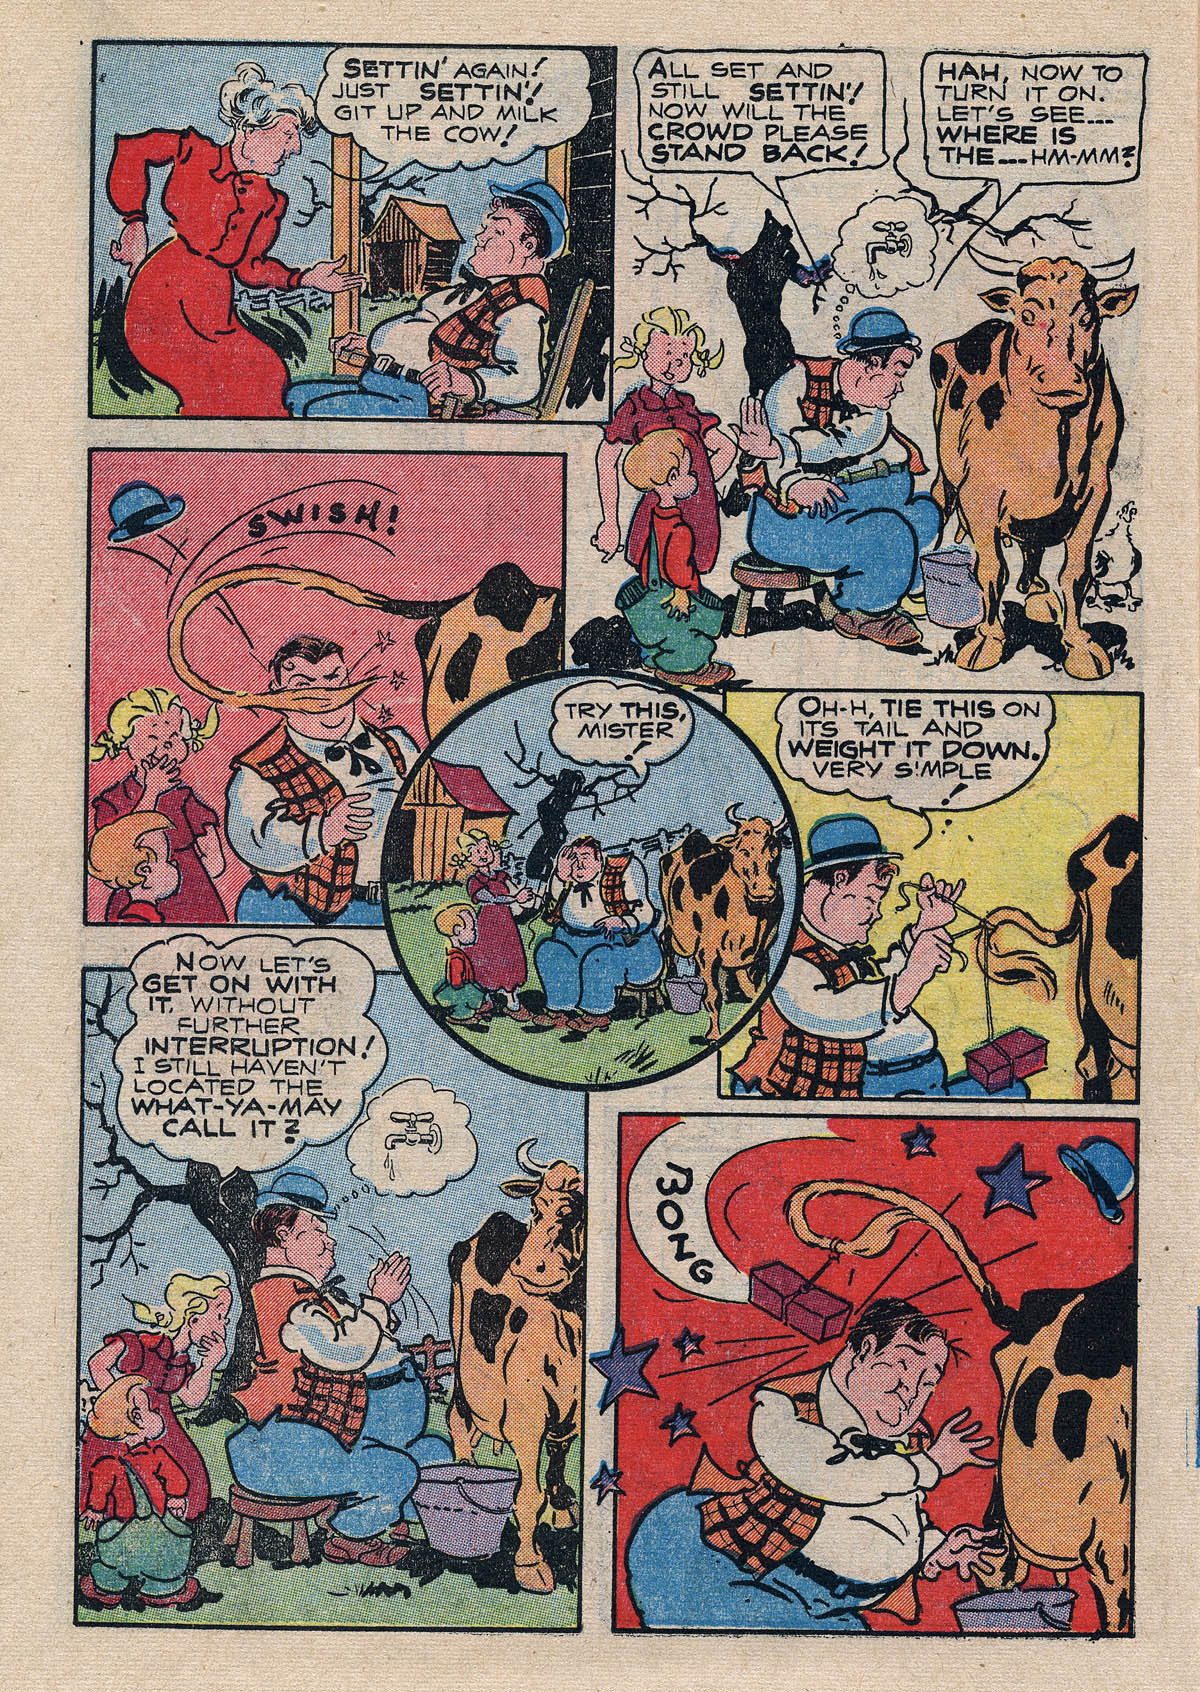 SETTIN' AGAIN!
JUST SETTIN'!
GIT UP AND MILK
THE COW!
ALL SET AND
STILL SETTIN'!
NOW WILL THE
CROWD PLEASE
STAND BACK!
HAH, NOW TO
TURN IT ON.
LET'S SEE...
WHERE IS
THE... HM-MM?
SWISH!
TRY THIS,
MISTER
!
OH-H, TIE THIS ON
ITS TAIL AND
WEIGHT IT DOWN.
VERY SIMPLE
!
NOW LET'S
GET ON WITH
IT, WITHOUT
FURTHER
INTERRUPTION!
I STILL HAVEN'T
LOCATED THE
WHAT-YA-MAY
CALL IT?
BONG